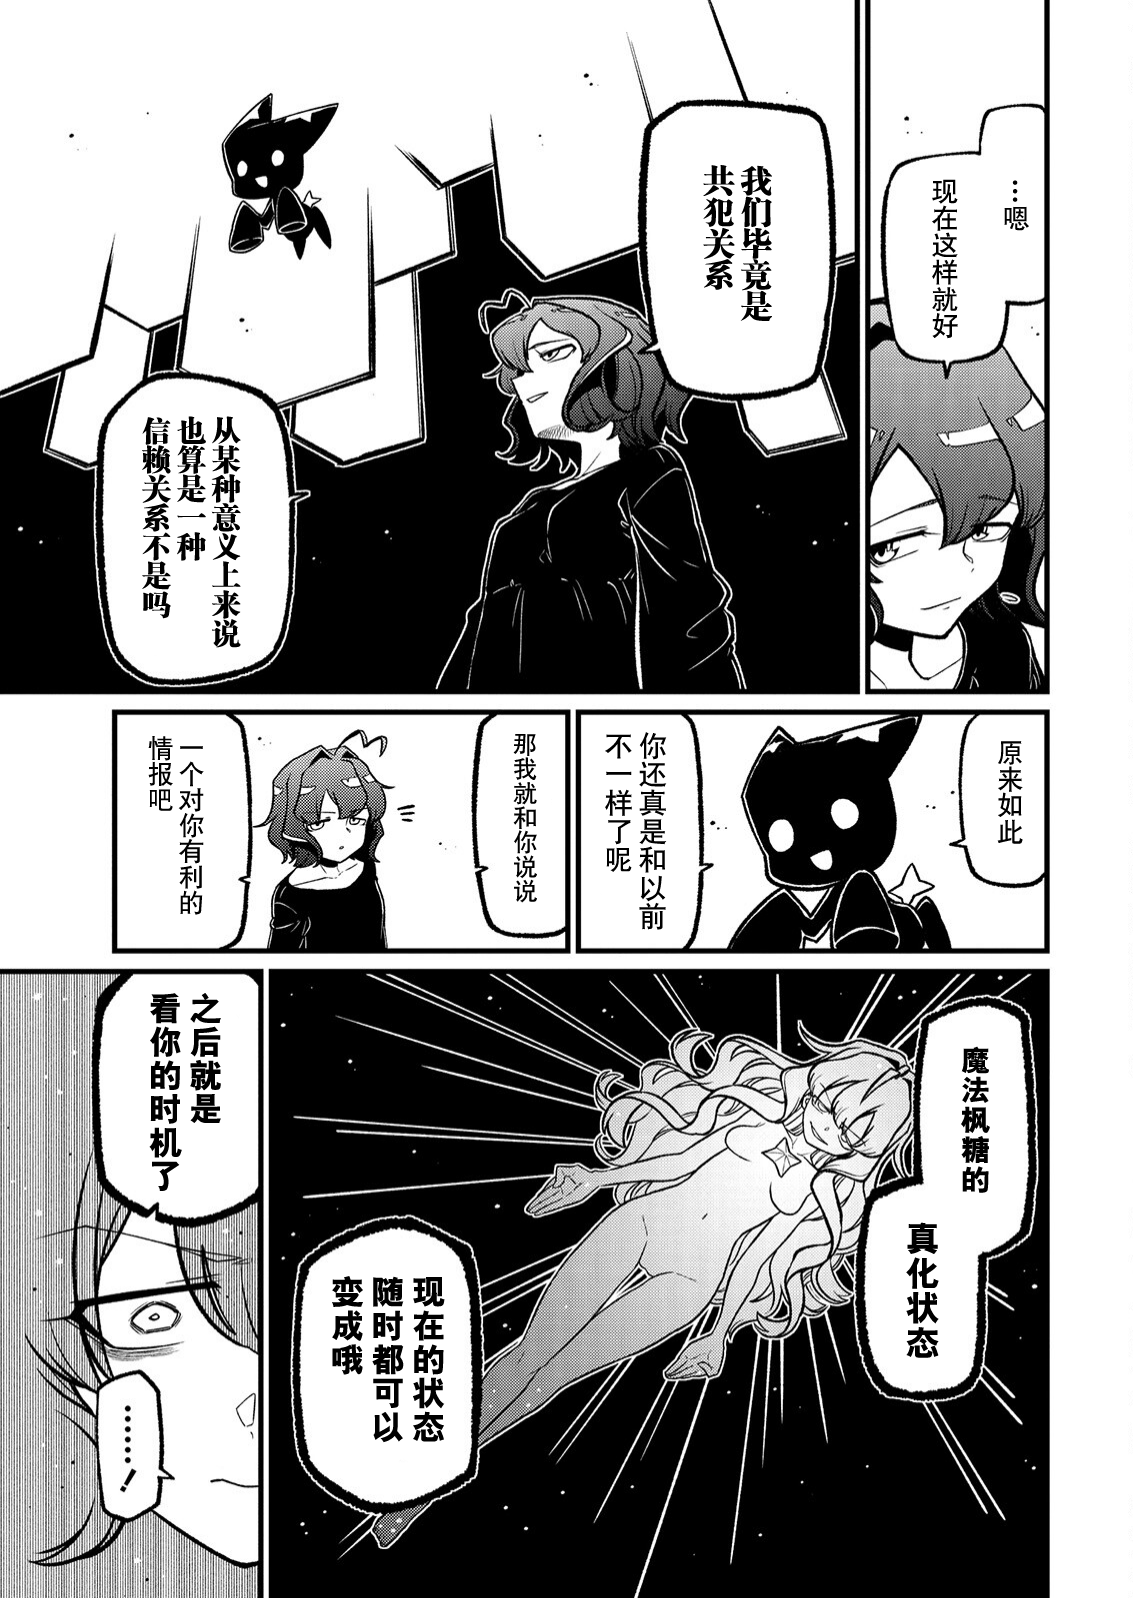 …嗯
现在这样就好
我们毕竟是
共犯关系
从某种意义上来说
也算是一种
信赖关系不是吗
原来如此
你还真是和以前
不一样了呢
那我就和你说说
一个对你有利的
情报吧
魔法枫糖的
真化状态
现在的状态
随时都可以
变成哦
之后就是
看你的时机了
……！